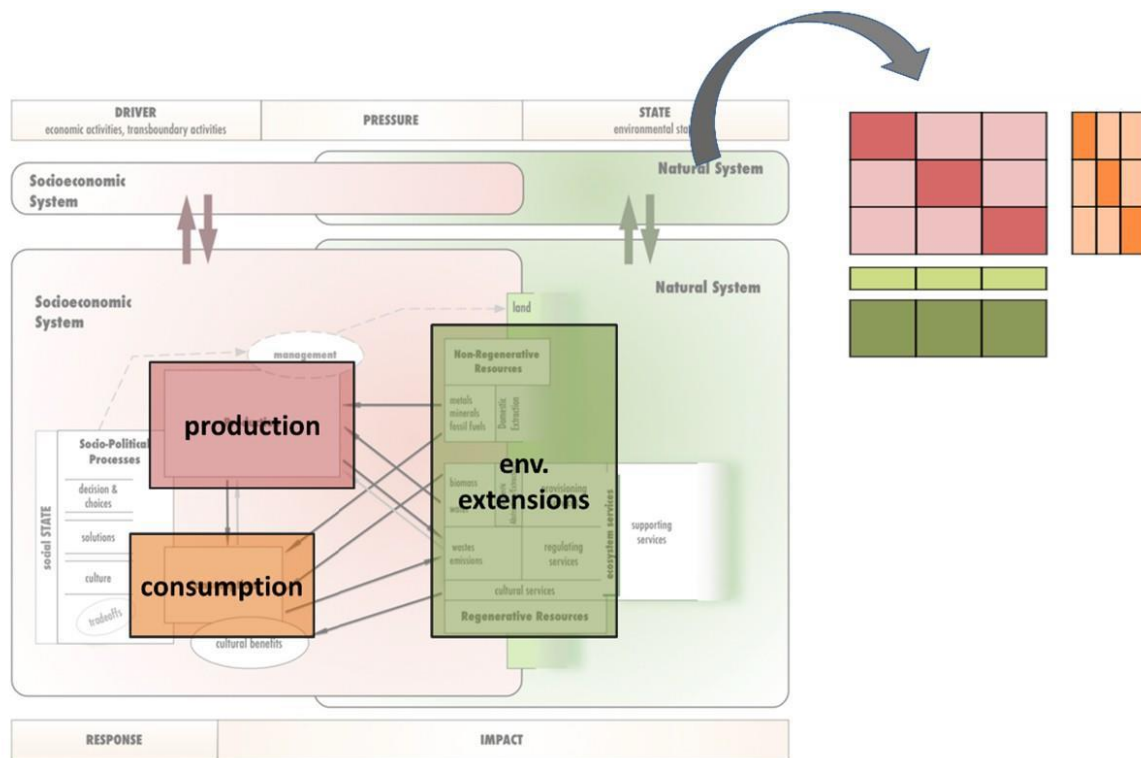 DRIVER
economic activities, transboundary activities
PRESSURE
STATE
environmental
Socioeconomic
System
Natural System
Socioeconomic
System
Natural System
land
management
Non-Regenerative
Resources
metals
minerals
fossil fuels
Domestic
Extraction
production
Socio-Political
Processes
decision &
choices
solutions
culture
tradeoffs
social STATE
env.
extensions
biomass
provisioning
wastes
emissions
regulating
services
cultural services
Regenerative Resources
ecosystem services
supporting
services
consumption
cultural benefits
RESPONSE
IMPACT